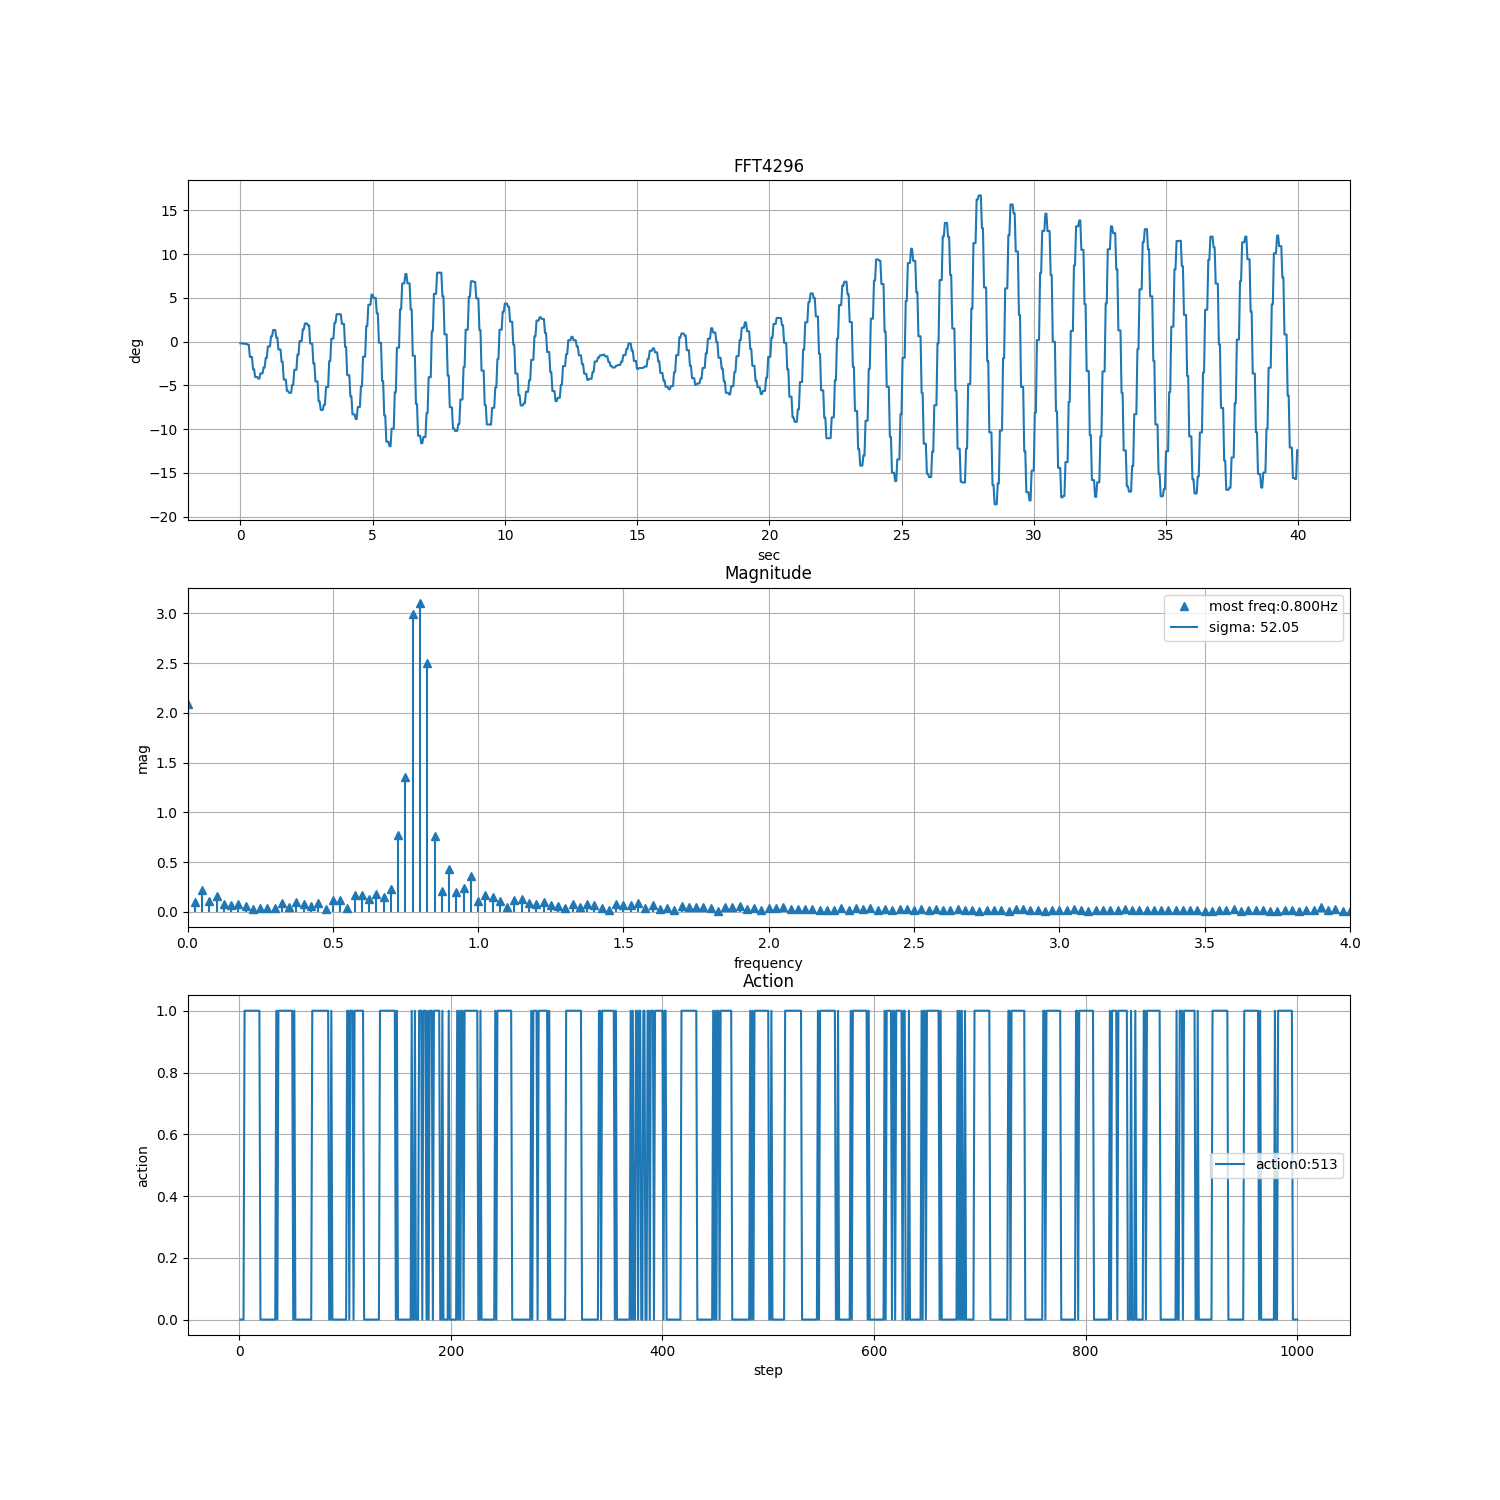 FFT4296
15
10
5
0
−5
−10
−15
−20
deg
0 5 10 15 20 25 30 35 40
sec
Magnitude
3.0
2.5
2.0
1.5
1.0
0.5
0.0
mag
most freq:0.800Hz
sigma: 52.05
0.0 0.5 1.0 1.5 2.0 2.5 3.0 3.5 4.0
frequency
Action
1.0
0.8
0.6
0.4
0.2
0.0
action
action0:513
0 200 400 600 800 1000
step